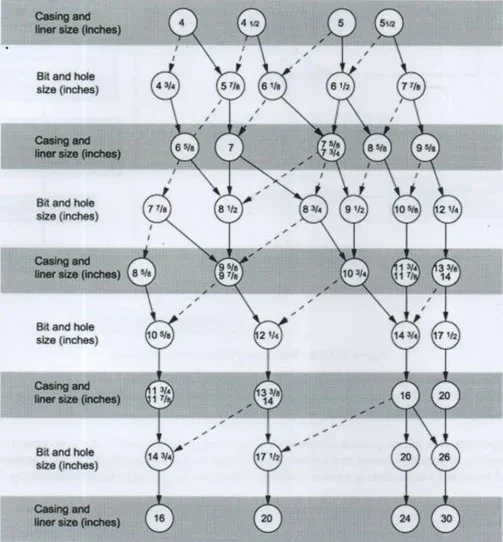 Casing and
liner size (inches)
4
4 1/2
5
5 1/2
Bit and hole
size (inches)
4 3/4
5 7/8
6 1/8
6 1/2
7 7/8
Casing and
liner size (inches)
6 5/8
7
7 5/8
7 3/4
8 5/8
9 5/8
Bit and hole
size (inches)
7 7/8
8 1/2
8 3/4
9 1/2
10 5/8
12 1/4
Casing and
liner size (inches)
8 5/8
9 5/8
9 7/8
10 3/4
11 3/4
11 7/8
13 3/8
14
Bit and hole
size (inches)
10 5/8
12 1/4
14 3/4
17 1/2
Casing and
liner size (inches)
11 3/4
11 7/8
13 3/8
14
16
20
Bit and hole
size (inches)
14 3/4
17 1/2
20
26
Casing and
liner size (inches)
16
20
24
30